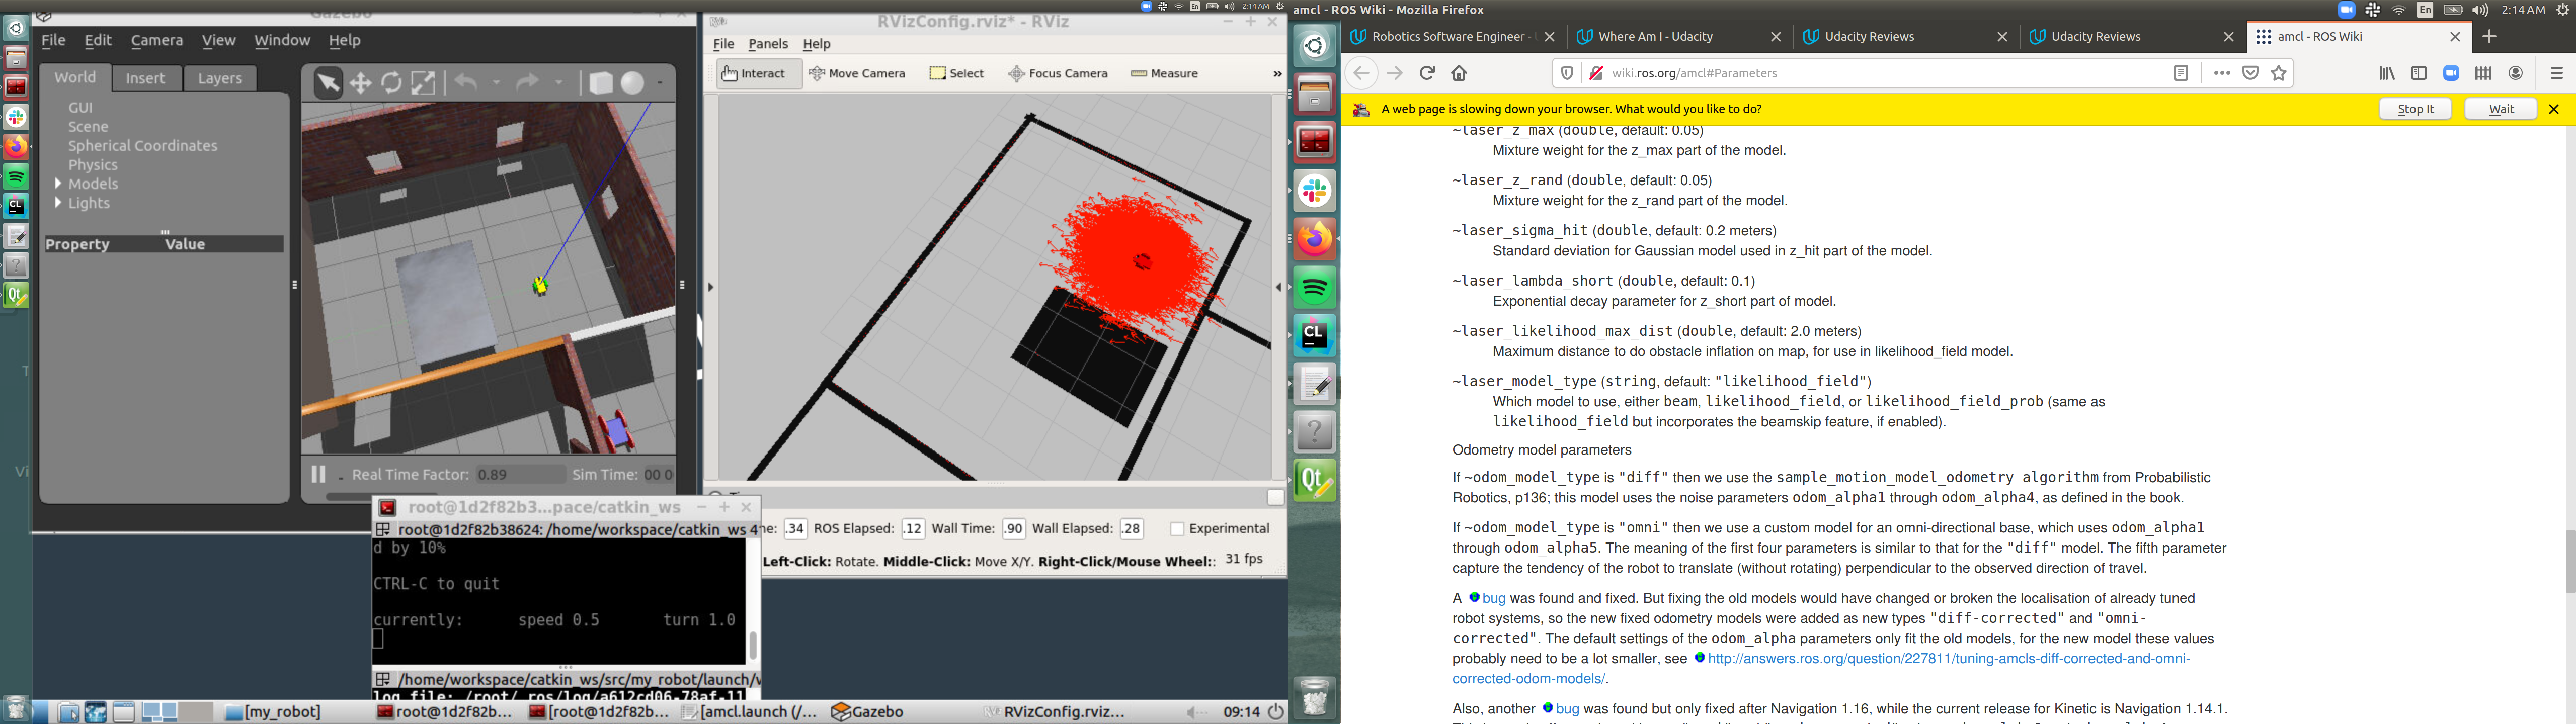 2:14 AM
Gazebo
File Edit Camera View Window Help
World Insert Layers
GUI
Scene
Spherical Coordinates
Physics
Models
Lights
Property Value
Real Time Factor: 0.89 Sim Time: 00 0
RVizConfig.rviz* - RViz
File Panels Help
Interact Move Camera Select Focus Camera Measure »
.34 ROS Elapsed: .12 Wall Time: .90 Wall Elapsed: .28 Experimental
Left-Click: Rotate. Middle-Click: Move X/Y. Right-Click/Mouse Wheel:: 31 fps
root@1d2f82b3...pace/catkin_ws
root@1d2f82b38624: /home/workspace/catkin_ws 4
d by 10%
CTRL-C to quit
currently: speed 0.5 turn 1.0
/home/workspace/catkin_ws/src/my_robot/launch/
log file: /root/.ros/log/a612cd06-78af-11
[my_robot] root@1d2f82b... [root@1d2f82b... [amcl.launch (/... Gazebo RVizConfig.rviz... 09:14
amcl - ROS Wiki - Mozilla Firefox
En 2:14 AM
Robotics Software Engineer - Where Am I - Udacity Udacity Reviews Udacity Reviews amcl - ROS Wiki
wiki.ros.org/amcl#Parameters
A web page is slowing down your browser. What would you like to do? Stop It Wait
~laser_z_max (double, default: 0.05)
Mixture weight for the z_max part of the model.
~laser_z_rand (double, default: 0.05)
Mixture weight for the z_rand part of the model.
~laser_sigma_hit (double, default: 0.2 meters)
Standard deviation for Gaussian model used in z_hit part of the model.
~laser_lambda_short (double, default: 0.1)
Exponential decay parameter for z_short part of model.
~laser_likelihood_max_dist (double, default: 2.0 meters)
Maximum distance to do obstacle inflation on map, for use in likelihood_field model.
~laser_model_type (string, default: "likelihood_field")
Which model to use, either beam, likelihood_field, or likelihood_field_prob (same as
likelihood_field but incorporates the beamskip feature, if enabled).
Odometry model parameters
If ~odom_model_type is "diff" then we use the sample_motion_model_odometry algorithm from Probabilistic
Robotics, p136; this model uses the noise parameters odom_alpha1 through odom_alpha4, as defined in the book.
If ~odom_model_type is "omni" then we use a custom model for an omni-directional base, which uses odom_alpha1
through odom_alpha5. The meaning of the first four parameters is similar to that for the "diff" model. The fifth parameter
capture the tendency of the robot to translate (without rotating) perpendicular to the observed direction of travel.
A bug was found and fixed. But fixing the old models would have changed or broken the localisation of already tuned
robot systems, so the new fixed odometry models were added as new types "diff-corrected" and "omni-
corrected". The default settings of the odom_alpha parameters only fit the old models, for the new model these values
probably need to be a lot smaller, see http://answers.ros.org/question/227811/tuning-amcls-diff-corrected-and-omni-
corrected-odom-models/.
Also, another bug was found but only fixed after Navigation 1.16, while the current release for Kinetic is Navigation 1.14.1.